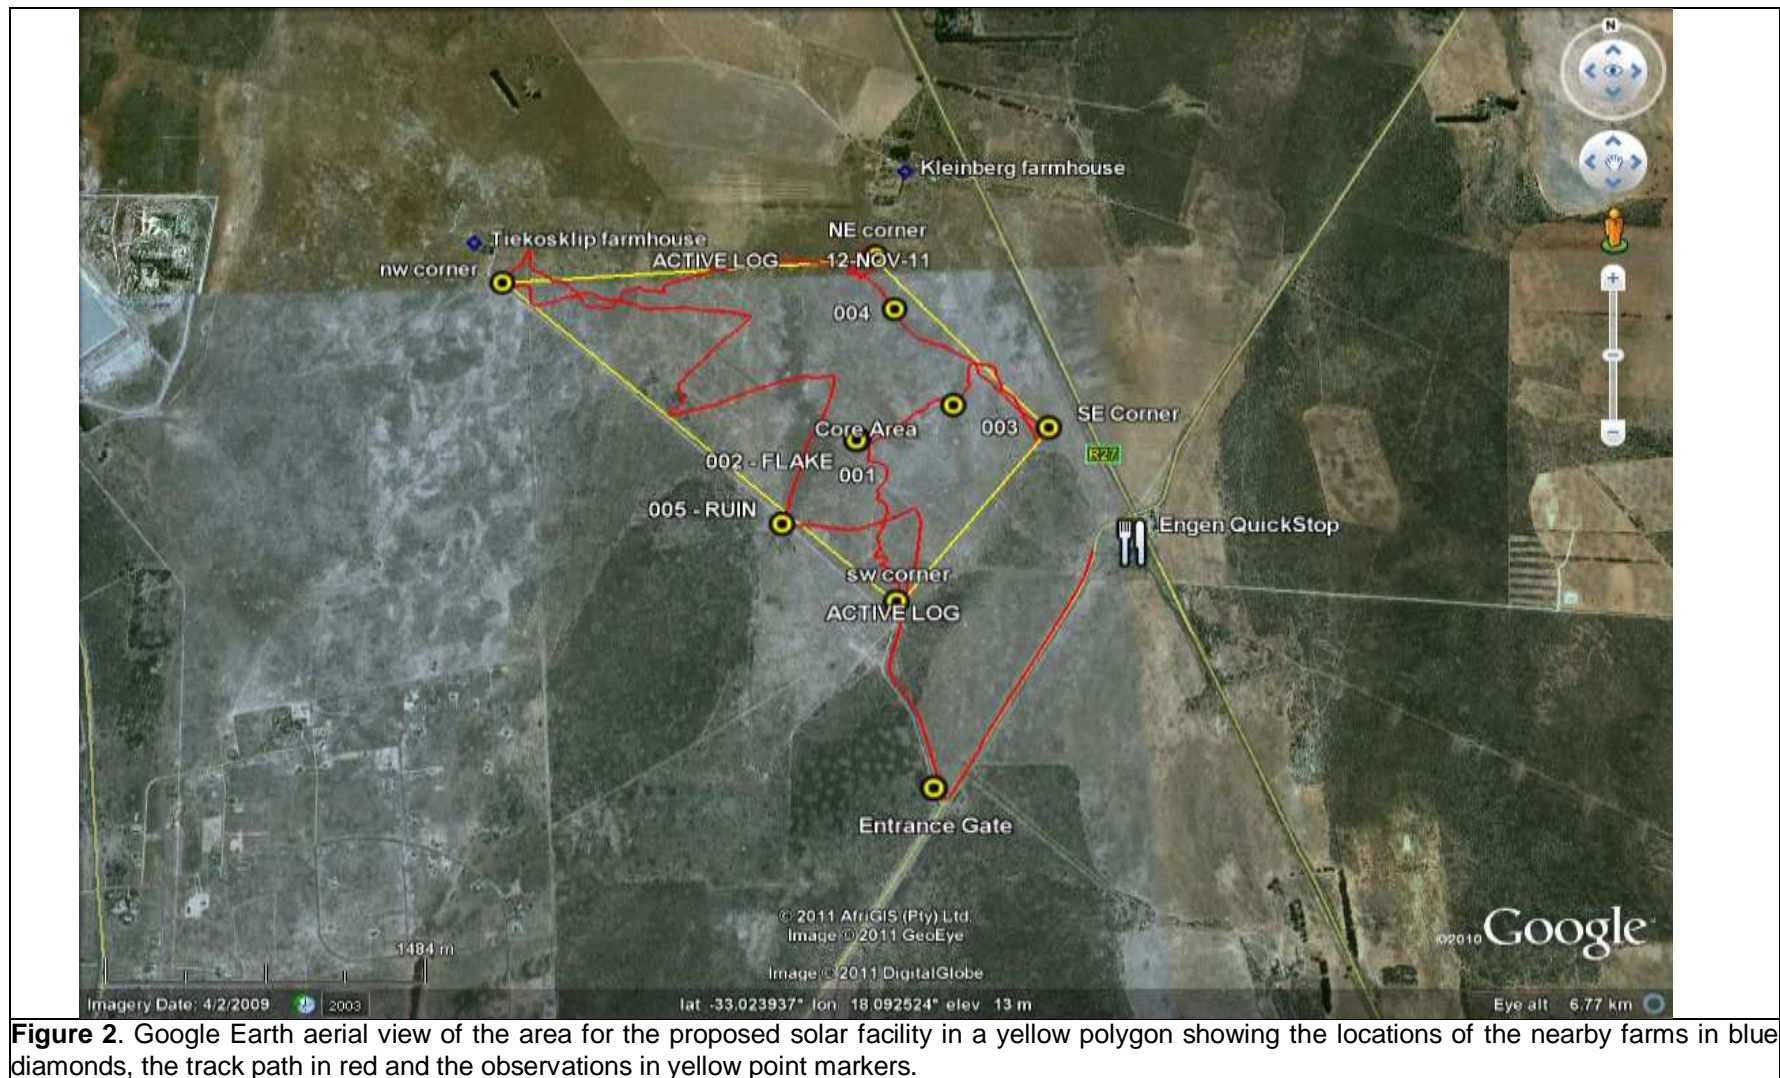 N
Kleinberg farmhouse
Tiekosklip farmhouse
NE corner
nw corner
ACTIVE LOG
12-NOV-11
004
SE Corner
003
Core Area
R27
002 - FLAKE
001
005 - RUIN
Engen QuickStop
sw corner
ACTIVE LOG
Entrance Gate
© 2011 AfriGIS (Pty) Ltd.
Image © 2011 GeoEye
©2010 Google
1484 m
Image © 2011 DigitalGlobe
Imagery Date: 4/2/2009
2003
lat -33.023937° lon 18.092524° elev 13 m
Eye alt 6.77 km
Figure 2. Google Earth aerial view of the area for the proposed solar facility in a yellow polygon showing the locations of the nearby farms in blue
diamonds, the track path in red and the observations in yellow point markers.